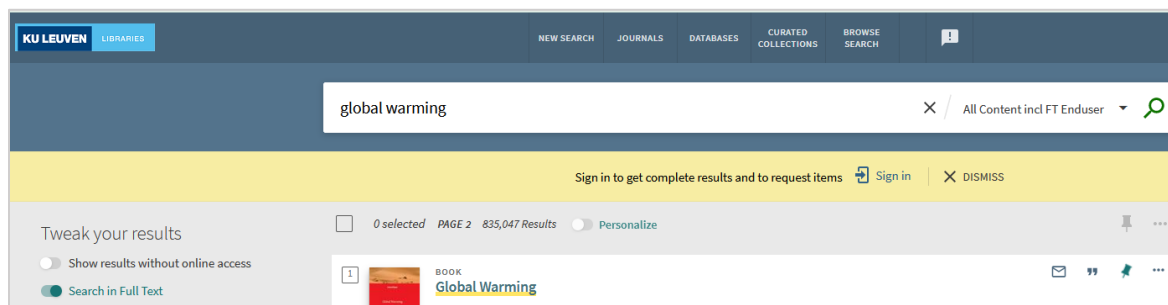 KU LEUVEN LIBRARIES NEW SEARCH JOURNALS DATABASES CURATED COLLECTIONS BROWSE SEARCH
global warming All Content incl FT Enduser
Sign in to get complete results and to request items Sign in DISMISS
Tweak your results
0 selected PAGE 2 835,047 Results Personalize
Show results without online access
Search in Full Text
1 BOOK
Global Warming
Global Warming